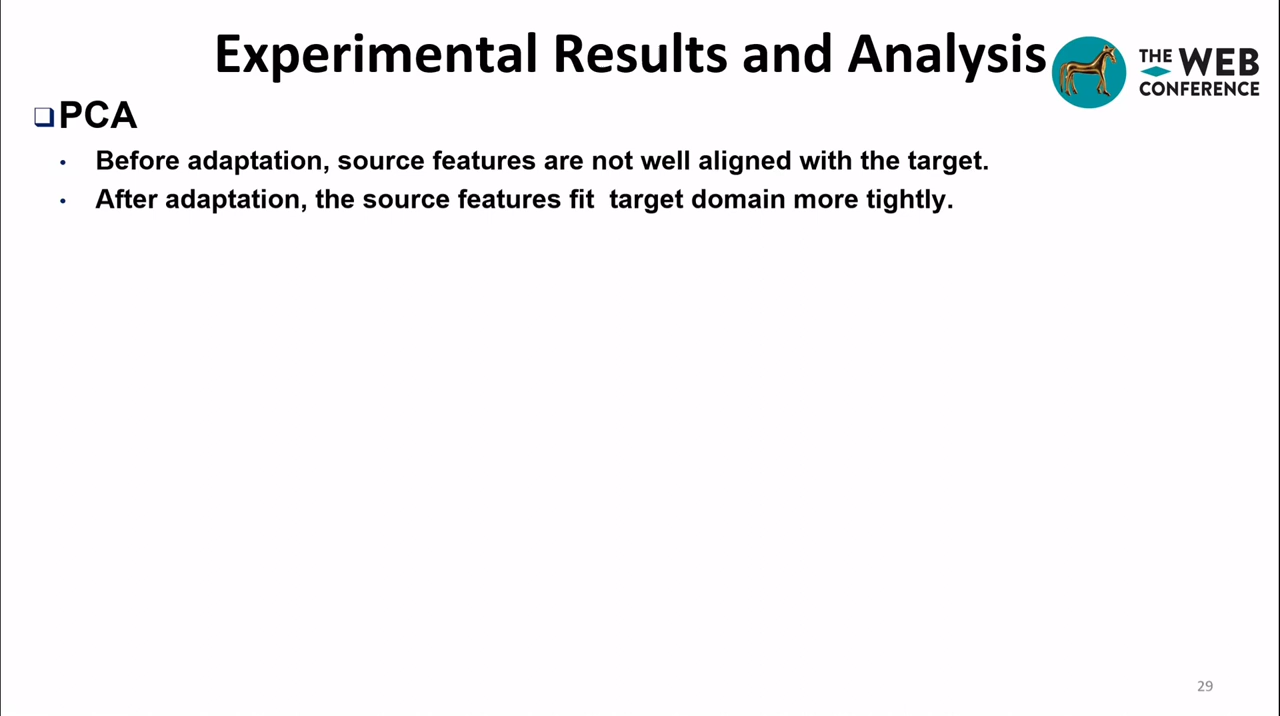 Experimental Results and Analysis
THE WEB
CONFERENCE
PCA
• Before adaptation, source features are not well aligned with the target.
• After adaptation, the source features fit target domain more tightly.
29